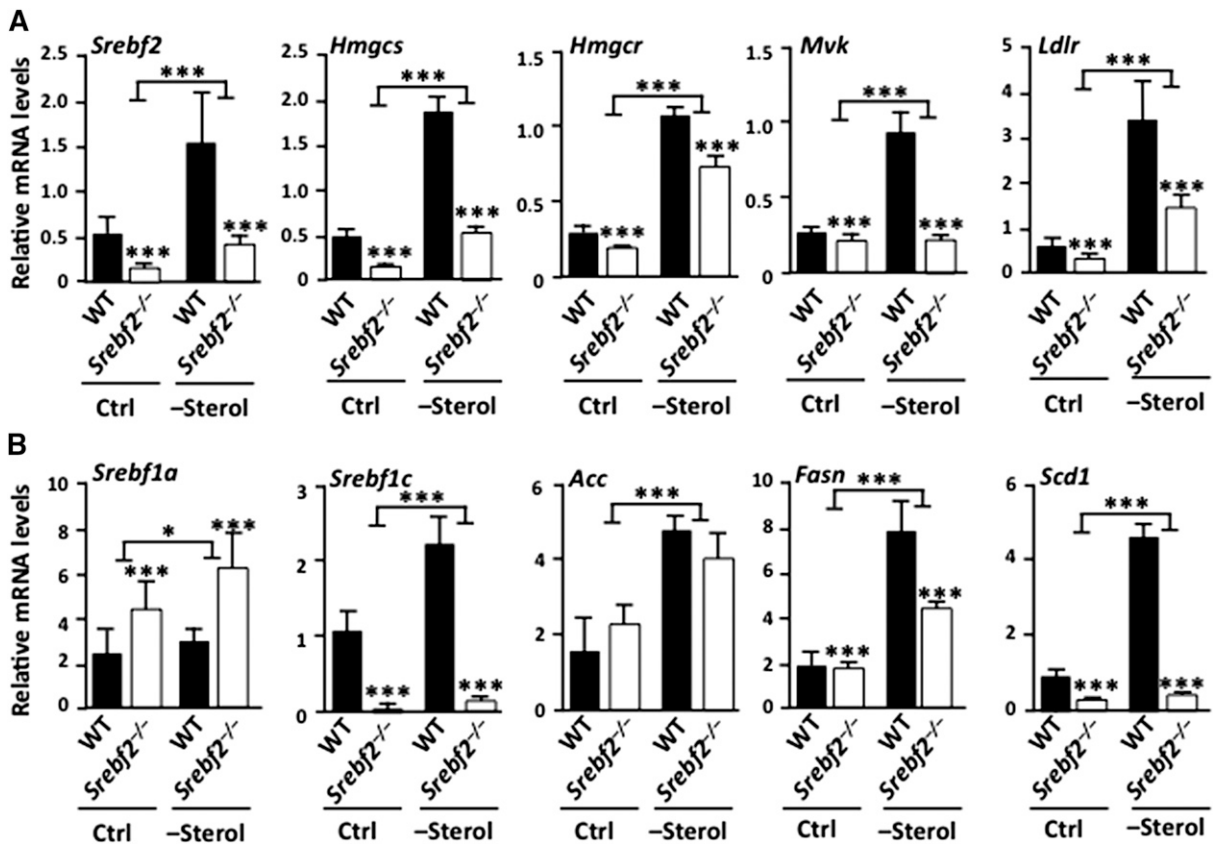 A
Srebf2 Hmgcs Hmgcr Mvk Ldlr
Relative mRNA levels
2.5 2.5 1.5 1.5 5
*** *** *** *** ***
2.0 2.0 4
1.0 1.0
1.5 1.5 *** 3
1.0 1.0 0.5 0.5 2
*** *** *** *** *** ***
0.5 0.5 1
*** *** *** ***
0 0 0 0 0
WT Srebf2–/– WT Srebf2–/– WT Srebf2–/– WT Srebf2–/– WT Srebf2–/– WT Srebf2–/– WT Srebf2–/– WT Srebf2–/– WT Srebf2–/– WT Srebf2–/–
Ctrl –Sterol Ctrl –Sterol Ctrl –Sterol Ctrl –Sterol Ctrl –Sterol
B
Srebf1a Srebf1c Acc Fasn Scd1
Relative mRNA levels
10 3 6 10 6
*** *** *** ***
8 *** 8
* 2 4 4
6 *** 6
4 1 2 4 *** 2
2 *** *** 2 *** *** ***
0 0 0 0 0
WT Srebf2–/– WT Srebf2–/– WT Srebf2–/– WT Srebf2–/– WT Srebf2–/– WT Srebf2–/– WT Srebf2–/– WT Srebf2–/– WT Srebf2–/– WT Srebf2–/–
Ctrl –Sterol Ctrl –Sterol Ctrl –Sterol Ctrl –Sterol Ctrl –Sterol